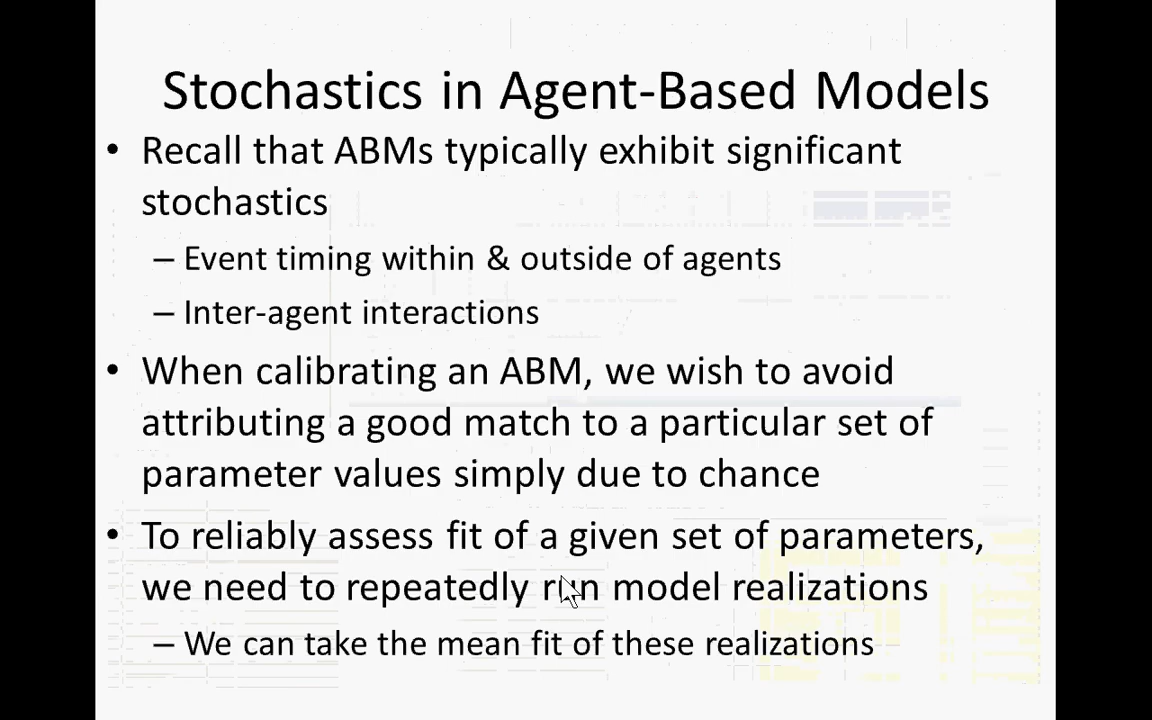 Stochastics in Agent-Based Models
• Recall that ABMs typically exhibit significant
stochastics
– Event timing within & outside of agents
– Inter-agent interactions
• When calibrating an ABM, we wish to avoid
attributing a good match to a particular set of
parameter values simply due to chance
• To reliably assess fit of a given set of parameters,
we need to repeatedly run model realizations
– We can take the mean fit of these realizations